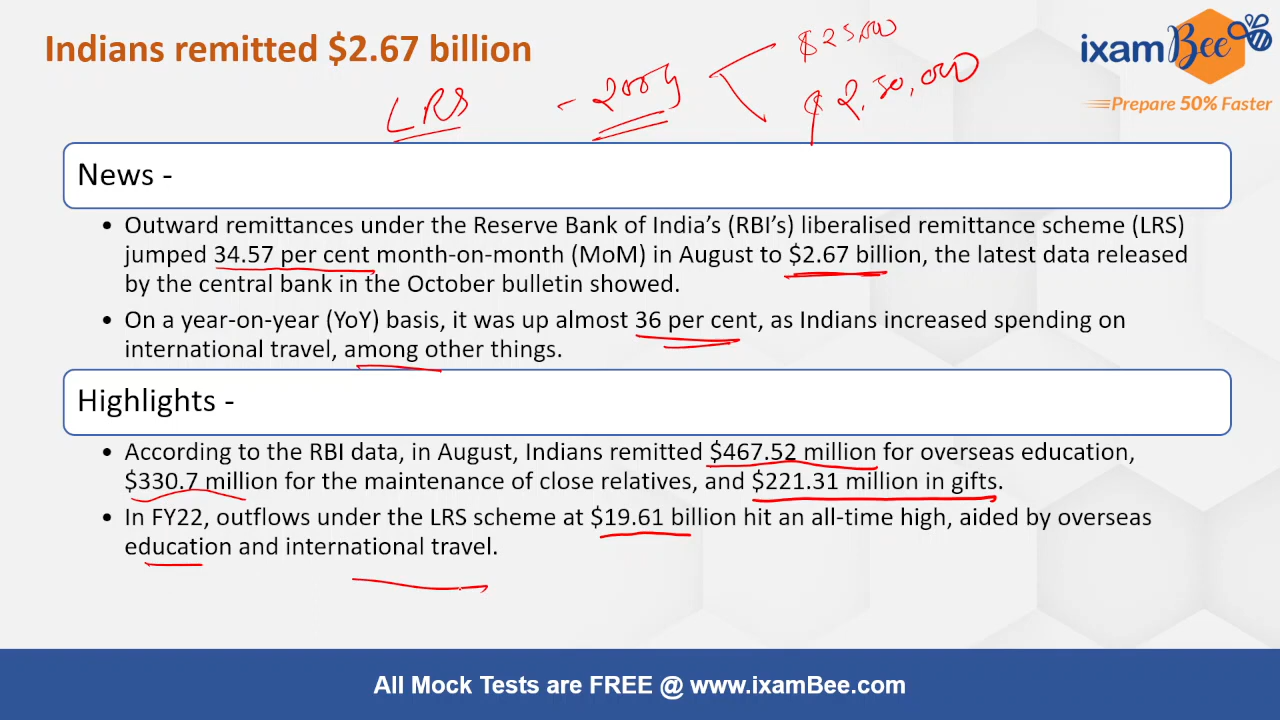 Indians remitted $2.67 billion
ixamBee
Prepare 50% Faster
LRS - 2004 $25,000
$2,50,000
News -
• Outward remittances under the Reserve Bank of India’s (RBI’s) liberalised remittance scheme (LRS)
jumped 34.57 per cent month-on-month (MoM) in August to $2.67 billion, the latest data released
by the central bank in the October bulletin showed.
• On a year-on-year (YoY) basis, it was up almost 36 per cent, as Indians increased spending on
international travel, among other things.
Highlights -
• According to the RBI data, in August, Indians remitted $467.52 million for overseas education,
$330.7 million for the maintenance of close relatives, and $221.31 million in gifts.
• In FY22, outflows under the LRS scheme at $19.61 billion hit an all-time high, aided by overseas
education and international travel.
All Mock Tests are FREE @ www.ixamBee.com